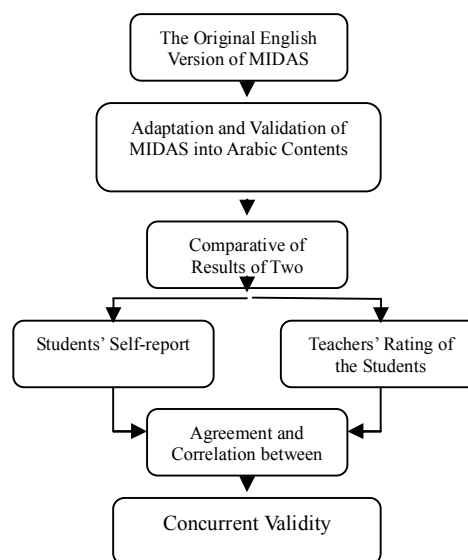 The Original English
Version of MIDAS
Adaptation and Validation of
MIDAS into Arabic Contents
Comparative of
Results of Two
Students’ Self-report
Teachers’ Rating of
the Students
Agreement and
Correlation between
Concurrent Validity